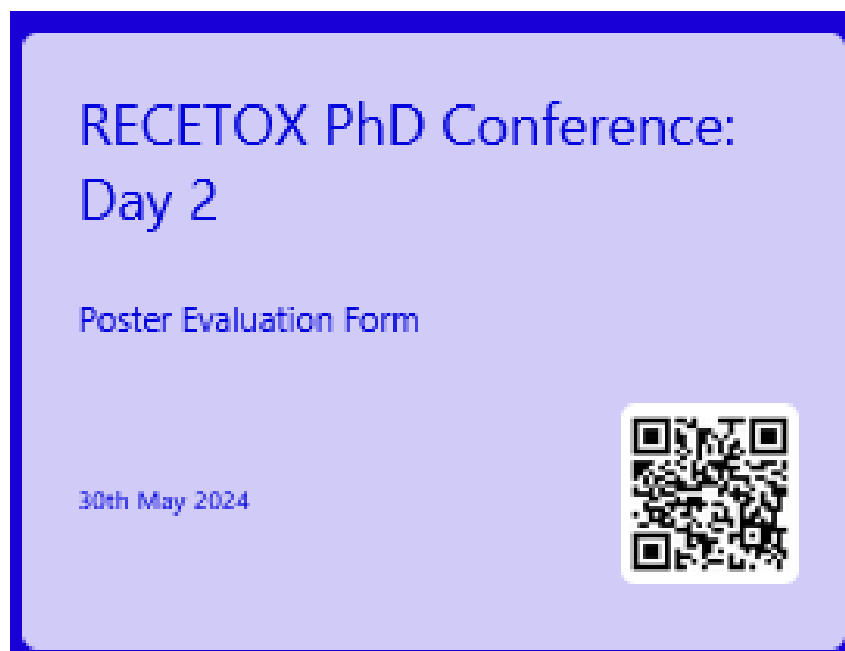 RECETOX PhD Conference:
Day 2
Poster Evaluation Form
30th May 2024